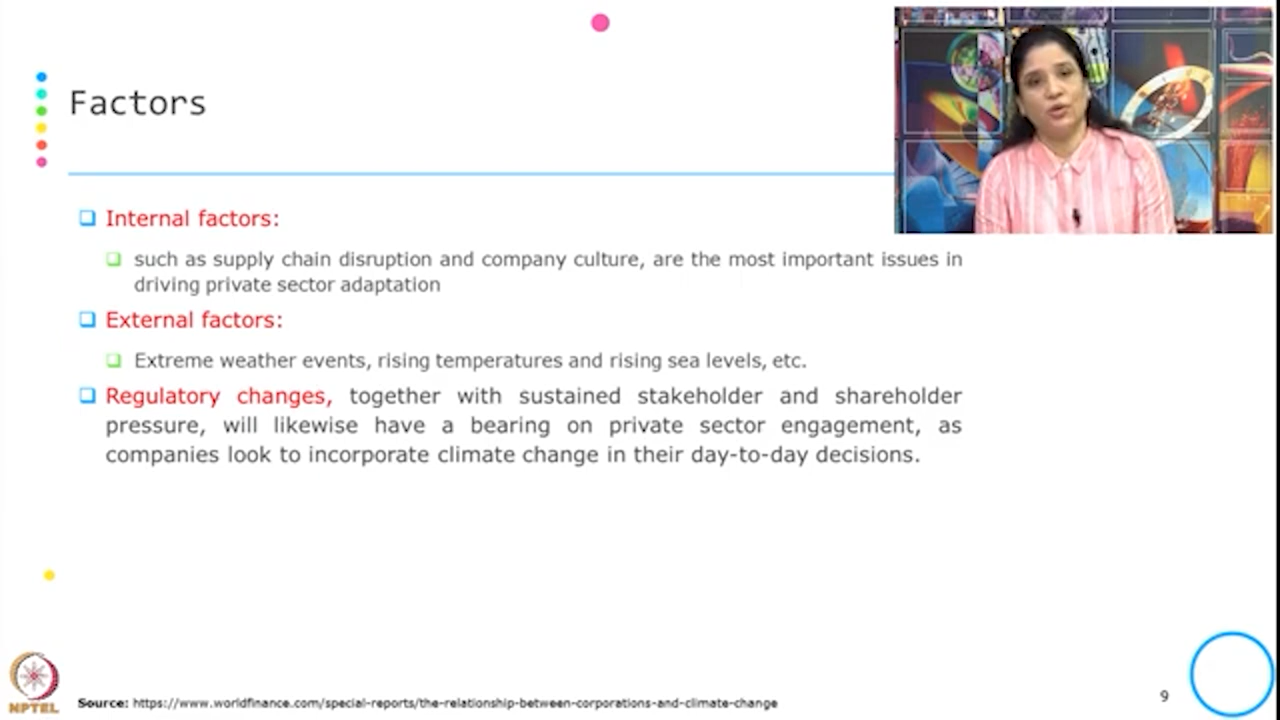 Factors
Internal factors:
such as supply chain disruption and company culture, are the most important issues in
driving private sector adaptation
External factors:
Extreme weather events, rising temperatures and rising sea levels, etc.
Regulatory changes, together with sustained stakeholder and shareholder
pressure, will likewise have a bearing on private sector engagement, as
companies look to incorporate climate change in their day-to-day decisions.
NPTEL
Source: https://www.worldfinance.com/special-reports/the-relationship-between-corporations-and-climate-change
9